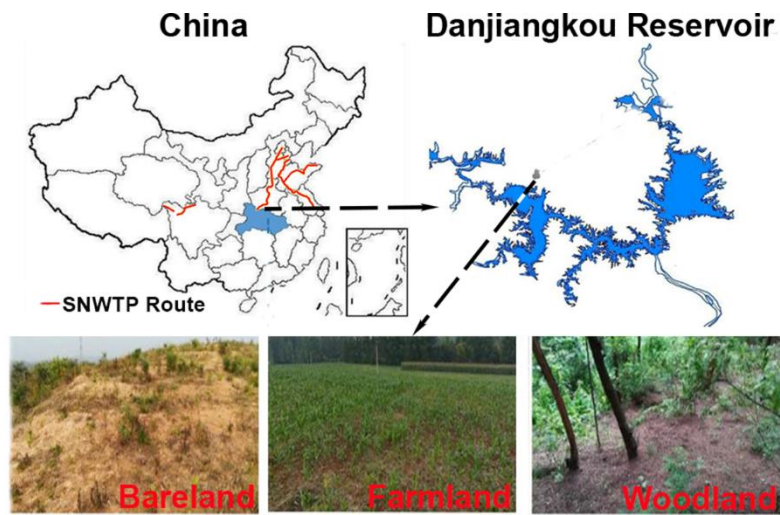 China
Danjiangkou Reservoir
SNWTP Route
Bareland
Farmland
Woodland